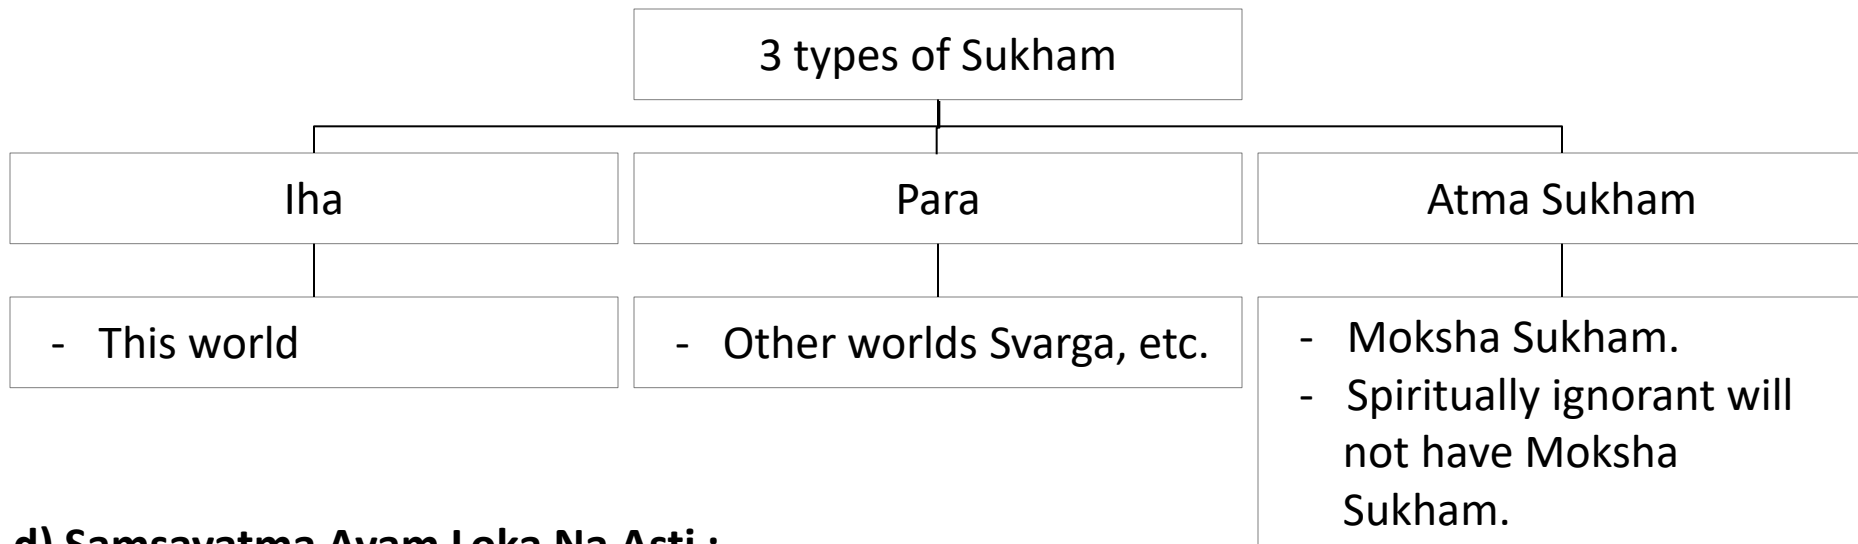 3 types of Sukham
Iha
Para
Atma Sukham
- This world
- Other worlds Svarga, etc.
- Moksha Sukham.
- Spiritually ignorant will
not have Moksha
Sukham.
d) Samsayatma Ayam Loka Na Asti :